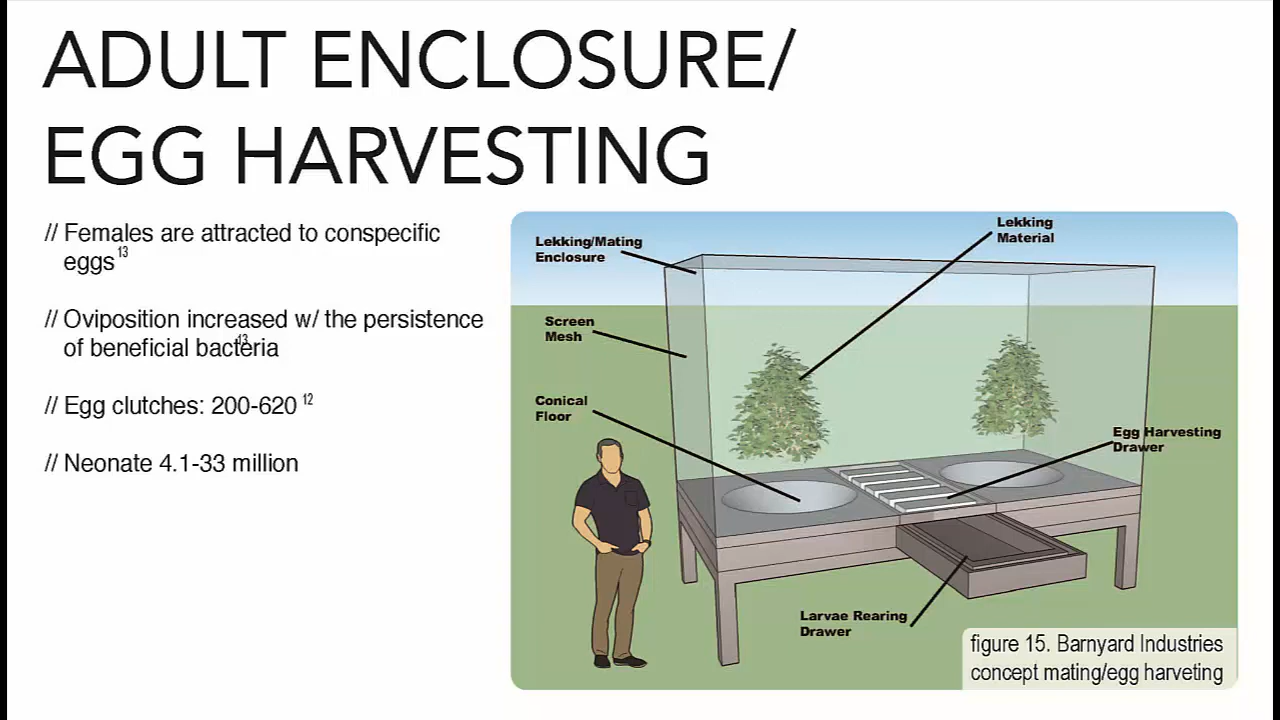 ADULT ENCLOSURE/
EGG HARVESTING
// Females are attracted to conspecific
eggs 13
// Oviposition increased w/ the persistence
of beneficial bacteria 13
// Egg clutches: 200-620 12
// Neonate 4.1-33 million
Lekking/Mating
Enclosure
Lekking
Material
Screen
Mesh
Conical
Floor
Egg Harvesting
Drawer
Larvae Rearing
Drawer
figure 15. Barnyard Industries
concept mating/egg harveting